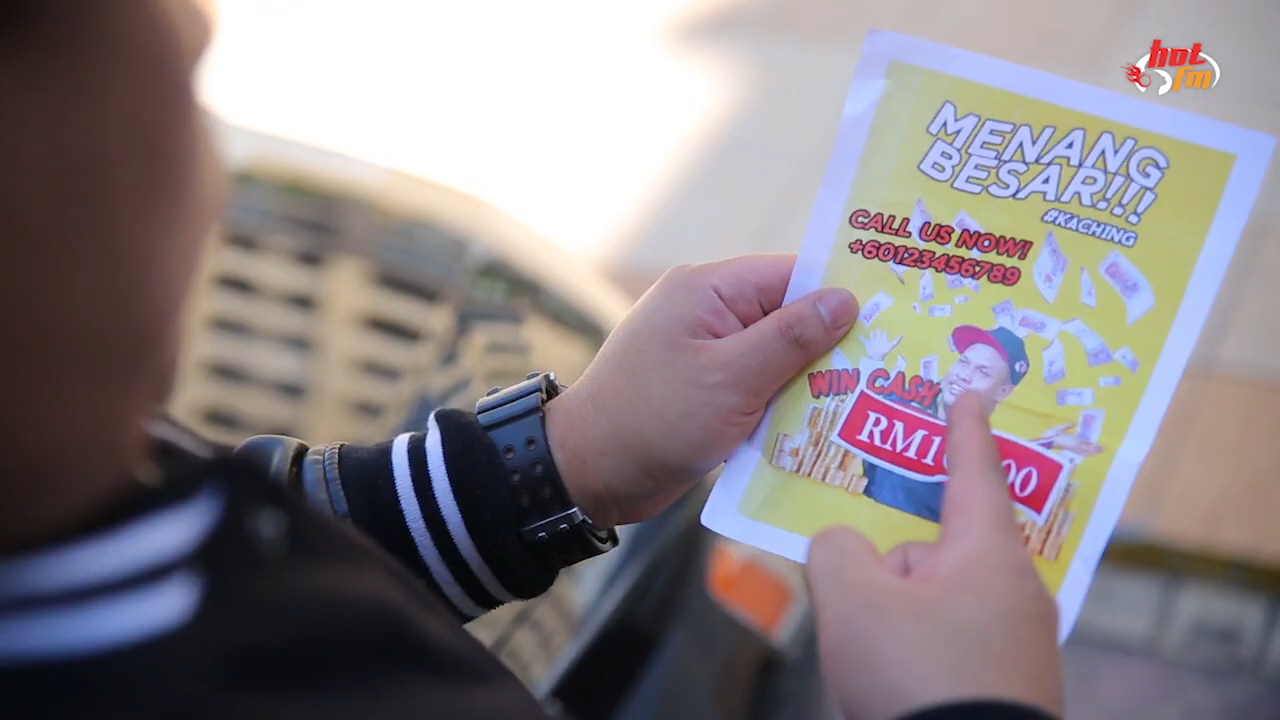 hot
fm
MENANG
BESAR!!!
#KACHING
CALL US NOW!
+60123456789
WIN CASH